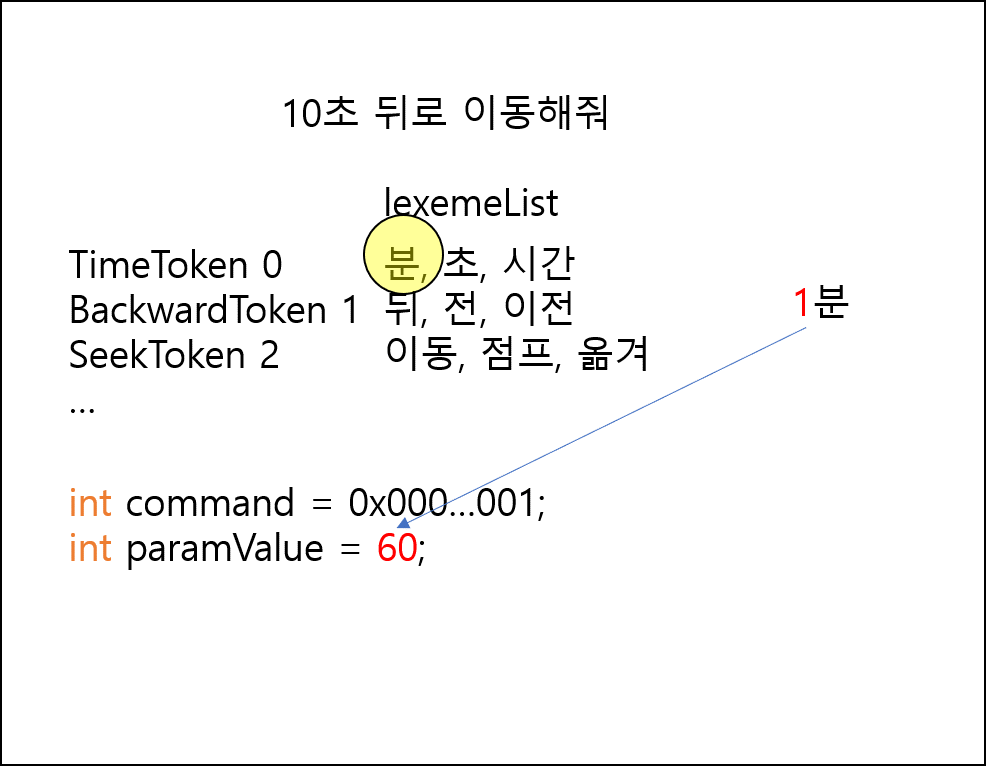 10초 뒤로 이동해줘
lexemeList
TimeToken 0 분, 초, 시간
BackwardToken 1 뒤, 전, 이전
1분
SeekToken 2 이동, 점프, 옮겨
...
int command = 0x000...001;
int paramValue = 60;